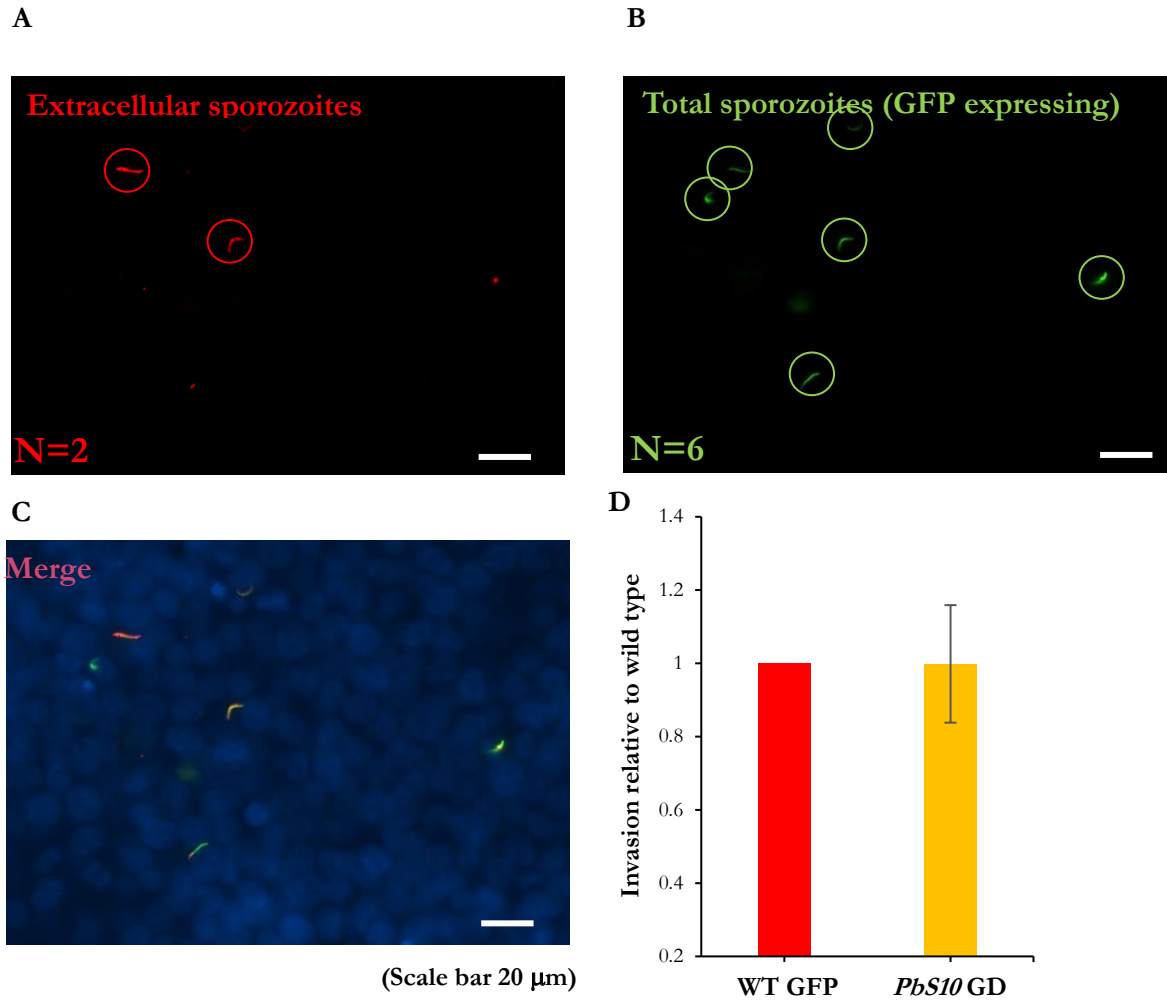 A
B
Extracellular sporozoites
Total sporozoites (GFP expressing)
N=2
N=6
C
D
Merge
(Scale bar 20 μm)
Invasion relative to wild type
1.4
1.2
1
0.8
0.6
0.4
0.2
WT GFP
PbS10 GD